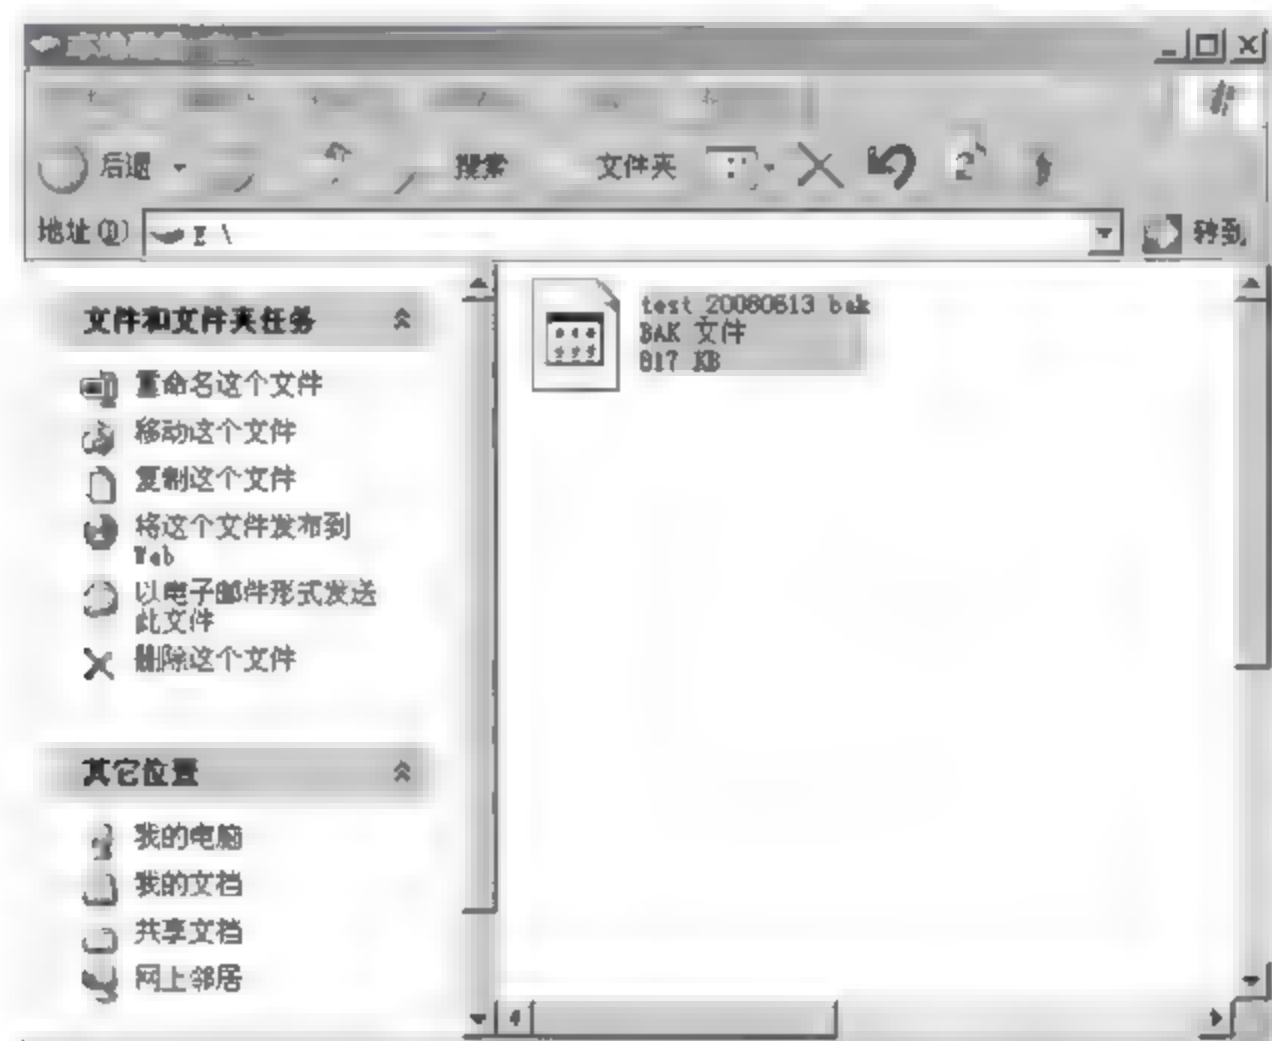 后退
搜索
文件夹
地址(D)
E \
转到
文件和文件夹任务
重命名这个文件
移动这个文件
复制这个文件
将这个文件发布到
Web
以电子邮件形式发送
此文件
删除这个文件
其它位置
我的电脑
我的文档
共享文档
网上邻居
test 20080613 bak
BAK 文件
817 KB